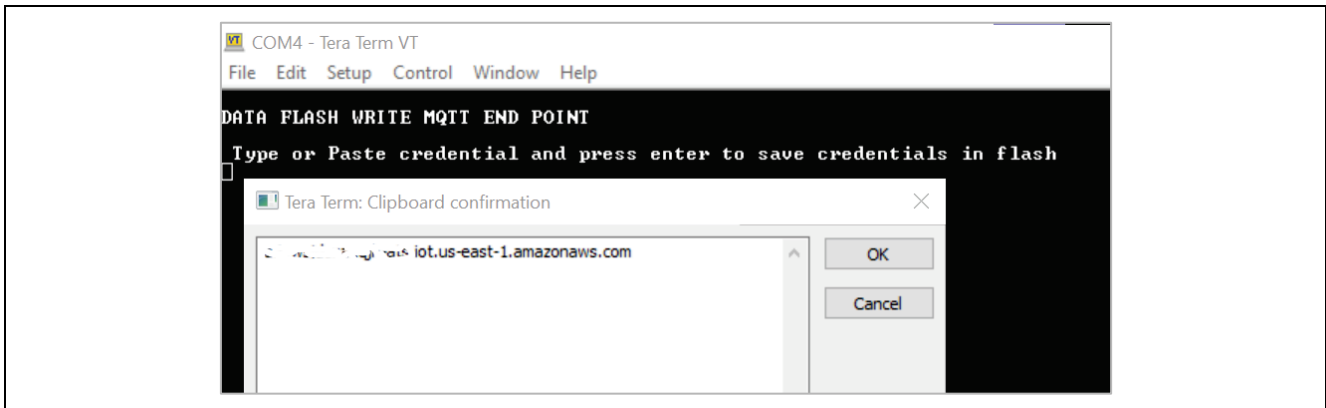 VT
COM4 - Tera Term VT
File Edit Setup Control Window Help
DATA FLASH WRITE MQTT END POINT
Type or Paste credential and press enter to save credentials in flash
Tera Term: Clipboard confirmation
iot.us-east-1.amazonaws.com
OK
Cancel